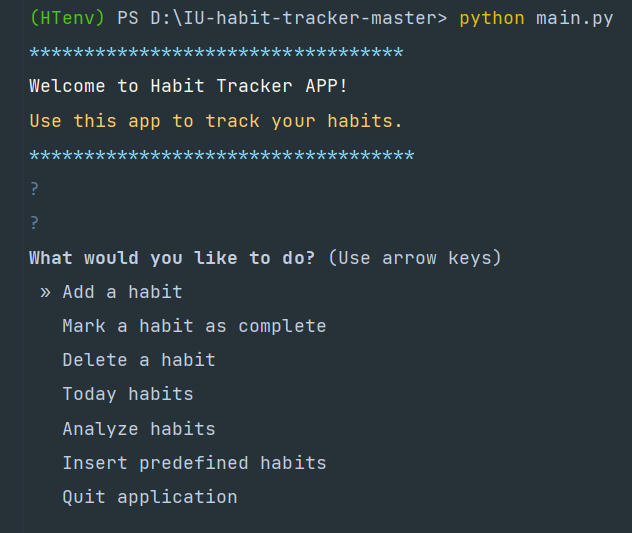 (HTenv) PS D:\IU-habit-tracker-master> python main.py
**********************************
Welcome to Habit Tracker APP!
Use this app to track your habits.
***********************************
?
?
What would you like to do? (Use arrow keys)
» Add a habit
Mark a habit as complete
Delete a habit
Today habits
Analyze habits
Insert predefined habits
Quit application